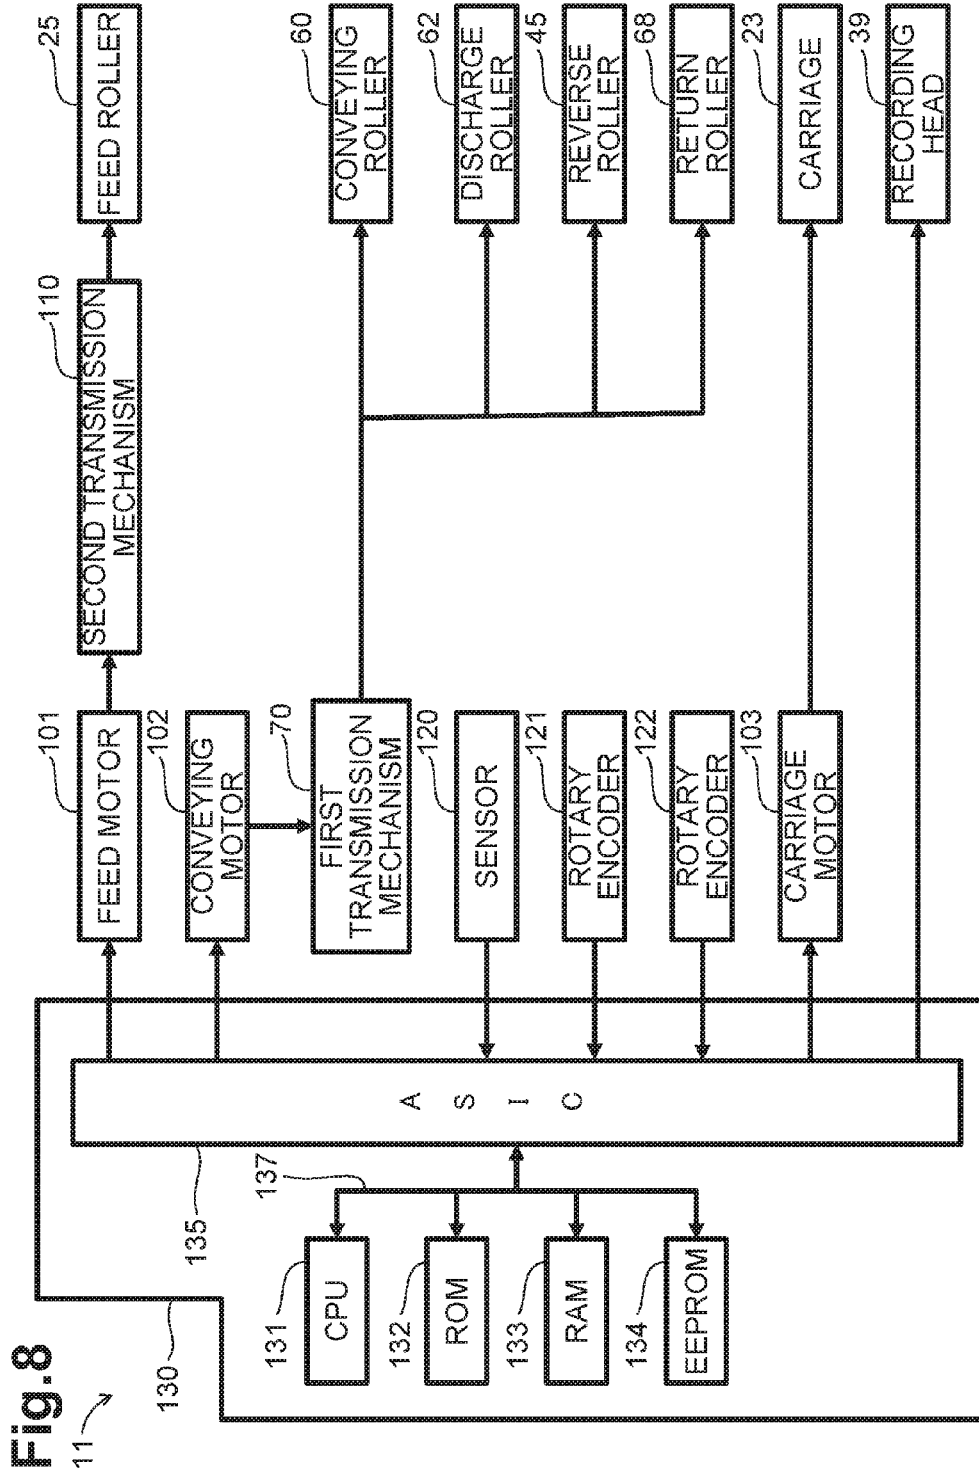 Fig.8
11
130
135
137
131
CPU
132
ROM
133
RAM
134
EEPROM
A S I C
101
FEED MOTOR
110
SECOND TRANSMISSION
MECHANISM
25
FEED ROLLER
102
CONVEYING
MOTOR
70
FIRST
TRANSMISSION
MECHANISM
60
CONVEYING
ROLLER
120
SENSOR
62
DISCHARGE
ROLLER
121
ROTARY
ENCODER
45
REVERSE
ROLLER
122
ROTARY
ENCODER
68
RETURN
ROLLER
103
CARRIAGE
MOTOR
23
CARRIAGE
39
RECORDING
HEAD